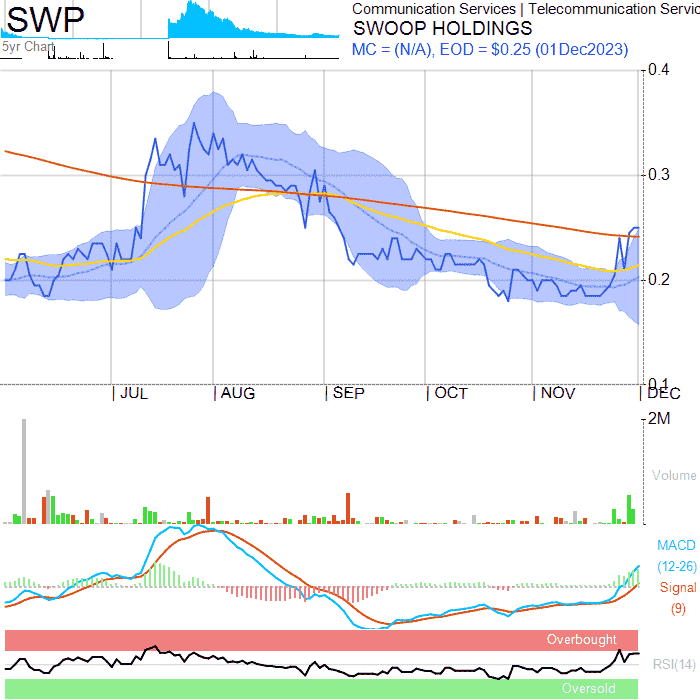 SWP
Communication Services | Telecommunication Servic
SWOOP HOLDINGS
5yr Chart
MC = (N/A), EOD = $0.25 (01Dec2023)
0.4
0.3
0.2
0.1
JUL AUG SEP OCT NOV DEC
2M
Volume
MACD
(12-26)
Signal
(9)
Overbought
RSI(14)
Oversold